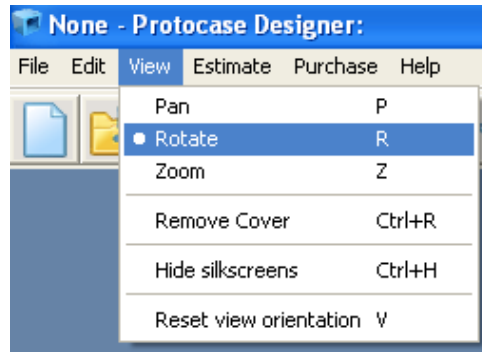 None - Protocase Designer:
File Edit View Estimate Purchase Help
Pan P
Rotate R
Zoom Z
Remove Cover Ctrl+R
Hide silkscreens Ctrl+H
Reset view orientation V